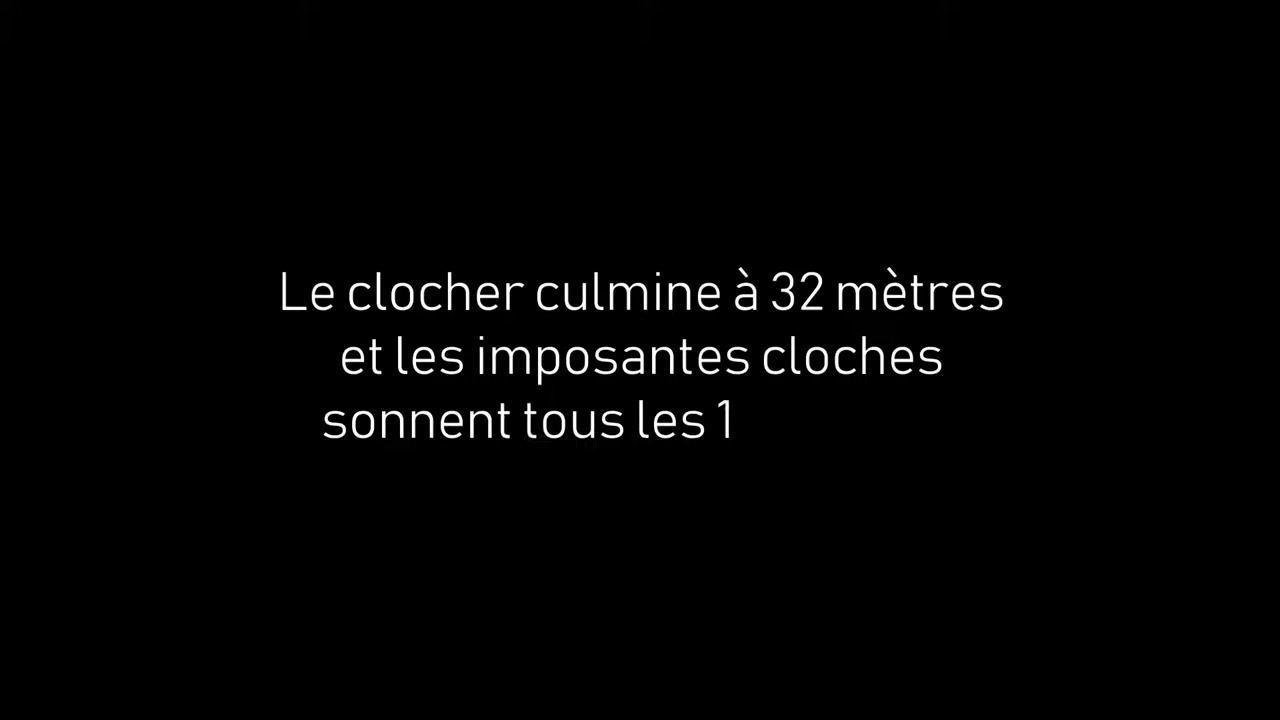 Le clocher culmine à 32 mètres
et les imposantes cloches
sonnent tous les 1